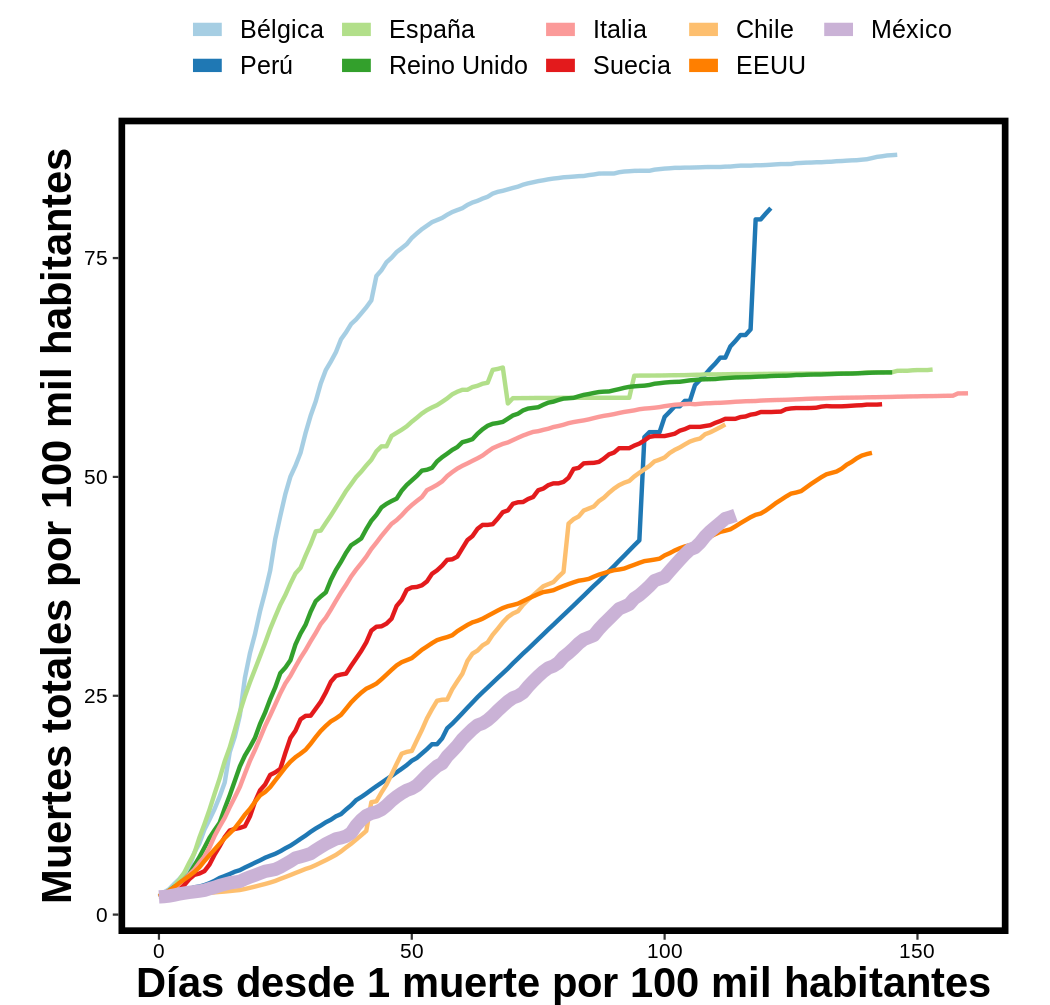 Bélgica España Italia Chile México
Perú Reino Unido Suecia EEUU
Muertes totales por 100 mil habitantes
75
50
25
0
0 50 100 150
Días desde 1 muerte por 100 mil habitantes